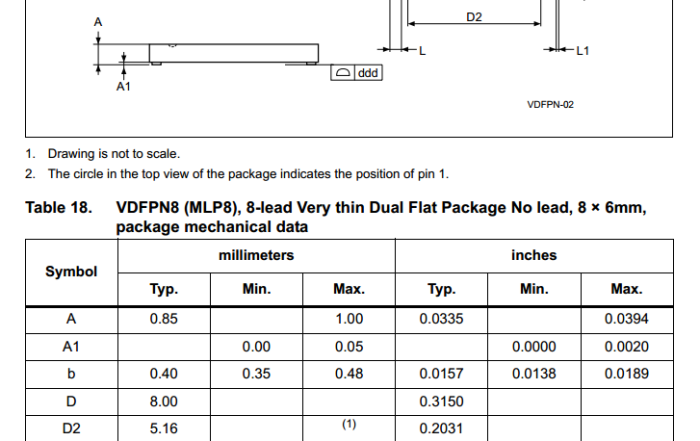 A
D2
L
L1
ddd
A1
VDFPN-02
1. Drawing is not to scale.
2. The circle in the top view of the package indicates the position of pin 1.
Table 18. VDFPN8 (MLP8), 8-lead Very thin Dual Flat Package No lead, 8 × 6mm,
package mechanical data
Symbol millimeters inches
Typ. Min. Max. Typ. Min. Max.
A 0.85 1.00 0.0335 0.0394
A1 0.00 0.05 0.0000 0.0020
b 0.40 0.35 0.48 0.0157 0.0138 0.0189
D 8.00 0.3150
D2 5.16 (1) 0.2031